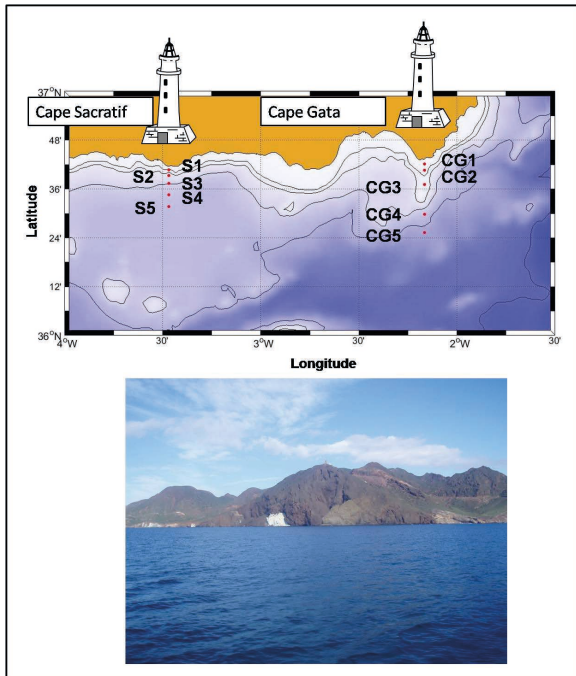 Cape Sacratif
Cape Gata
37°N
48'
36'
24'
12'
36°N
Latitude
S1
S2
S3
S4
S5
CG1
CG2
CG3
CG4
CG5
4°W
30'
3°W
30'
2°W
30'
Longitude